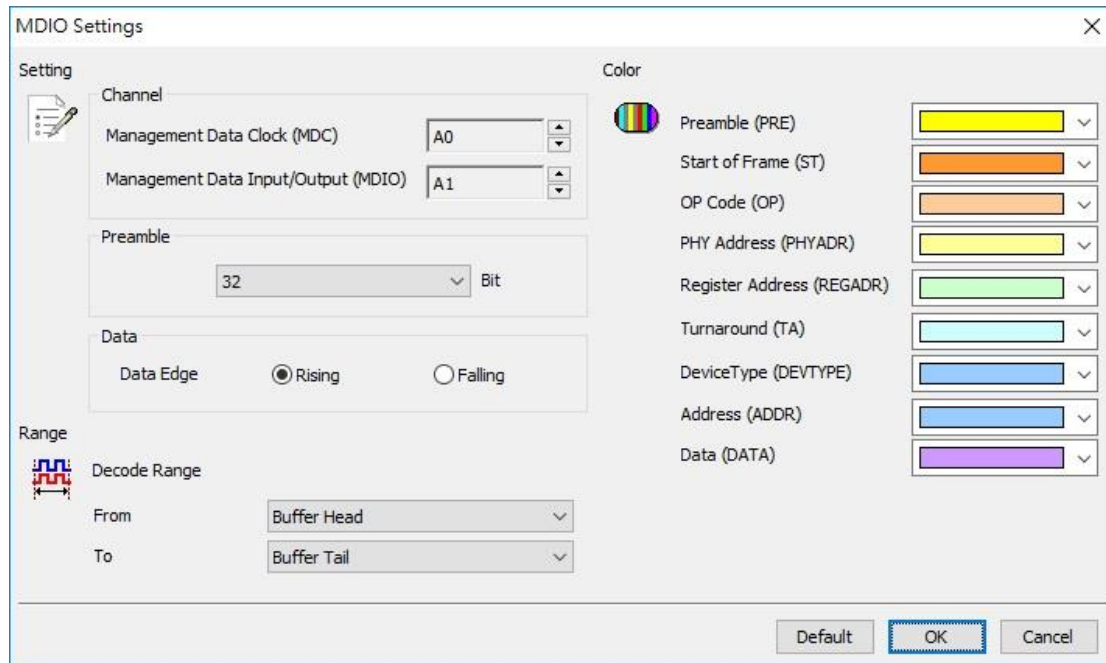 MDIO Settings
Setting
Channel
Management Data Clock (MDC) A0
Management Data Input/Output (MDIO) A1
Preamble
32 Bit
Data
Data Edge Rising Falling
Range
Decode Range
From Buffer Head
To Buffer Tail
Color
Preamble (PRE)
Start of Frame (ST)
OP Code (OP)
PHY Address (PHYADR)
Register Address (REGADR)
Turnaround (TA)
DeviceType (DEVTYPE)
Address (ADDR)
Data (DATA)
Default OK Cancel